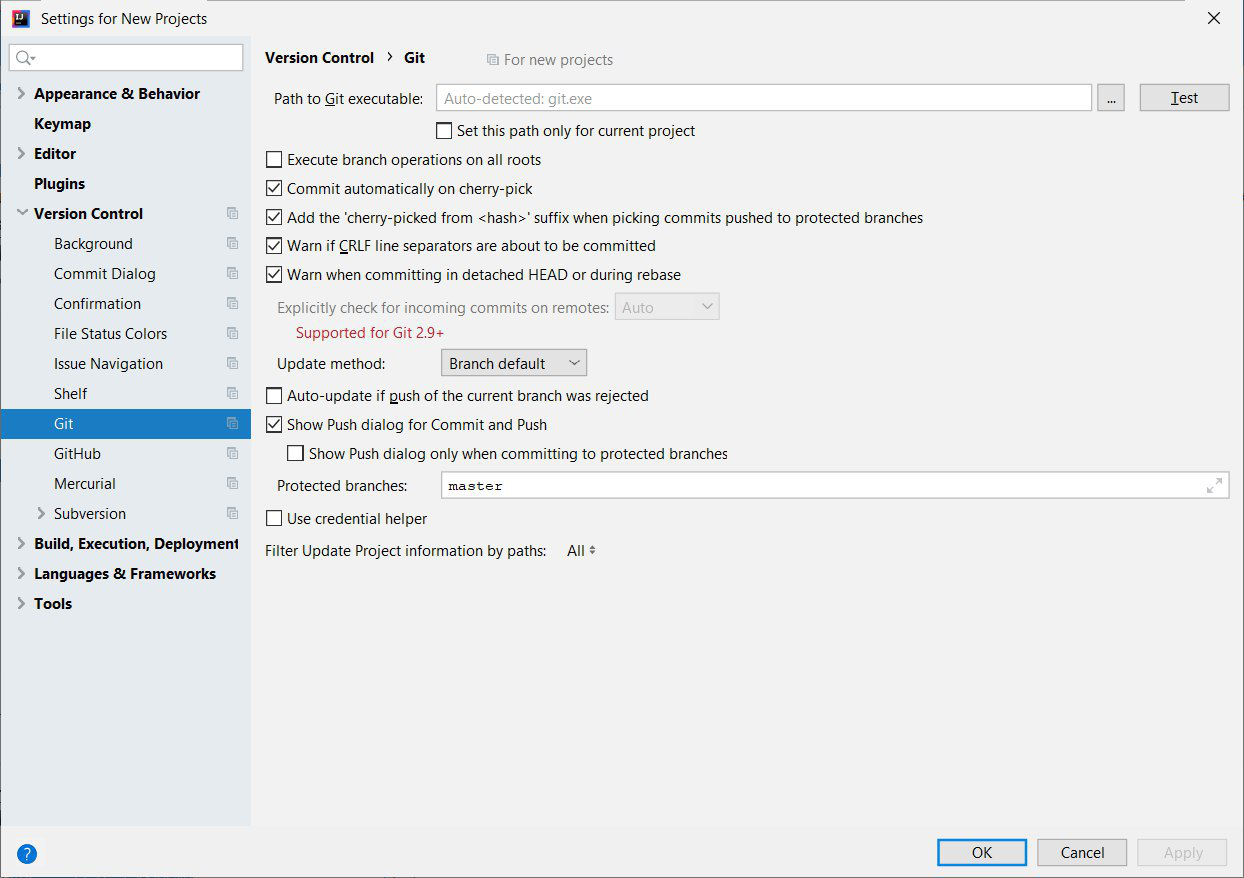 Settings for New Projects
Version Control › Git For new projects
Appearance & Behavior
Keymap
Editor
Plugins
Version Control
Background
Commit Dialog
Confirmation
File Status Colors
Issue Navigation
Shelf
Git
GitHub
Mercurial
Subversion
Build, Execution, Deployment
Languages & Frameworks
Tools
Path to Git executable: Auto-detected: git.exe ... Test
Set this path only for current project
Execute branch operations on all roots
Commit automatically on cherry-pick
Add the 'cherry-picked from <hash>' suffix when picking commits pushed to protected branches
Warn if CRLF line separators are about to be committed
Warn when committing in detached HEAD or during rebase
Explicitly check for incoming commits on remotes: Auto
Supported for Git 2.9+
Update method: Branch default
Auto-update if push of the current branch was rejected
Show Push dialog for Commit and Push
Show Push dialog only when committing to protected branches
Protected branches: master
Use credential helper
Filter Update Project information by paths: All
? OK Cancel Apply